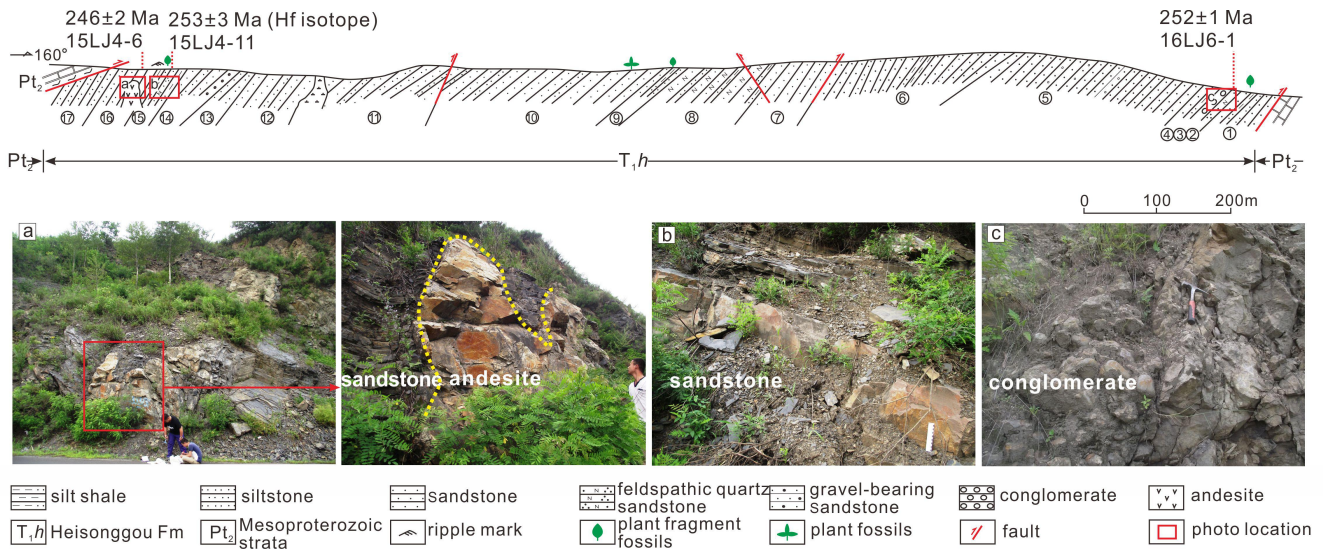 246±2 Ma
15LJ4-6
253±3 Ma (Hf isotope)
15LJ4-11
252±1 Ma
16LJ6-1
160°
Pt₂
a
b
c
N N N N
⑰ ⑯ ⑮ ⑭ ⑬ ⑫ ⑪ ⑩ ⑨ ⑧ ⑦ ⑥ ⑤ ④ ③ ② ①
Pt₂ T₁h Pt₂
0 100 200m
a
sandstone andesite
b
sandstone
c
conglomerate
silt shale
siltstone
sandstone
N N
feldspathic quartz
sandstone
gravel-bearing
sandstone
conglomerate
andesite
T₁h Heisonggou Fm
Pt₂ Mesoproterozoic
strata
ripple mark
plant fragment
fossils
plant fossils
fault
photo location